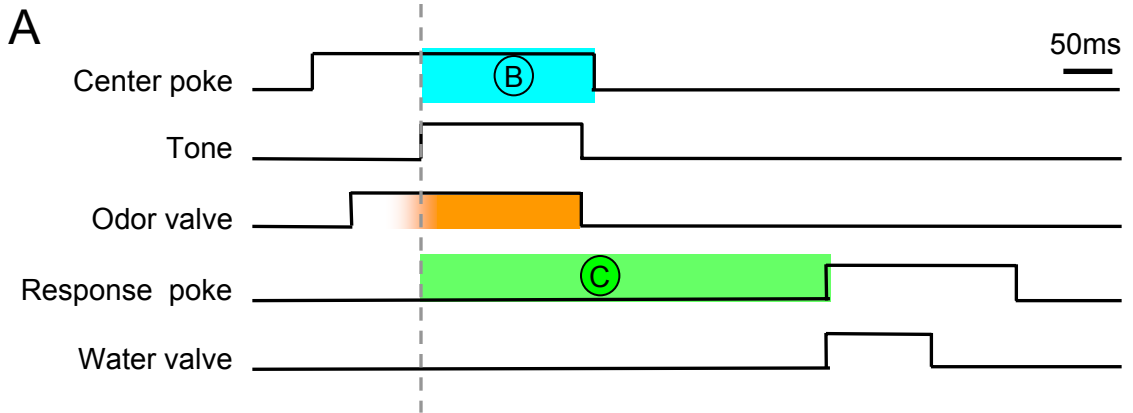 A
50ms
Center poke
B
Tone
Odor valve
Response poke
C
Water valve